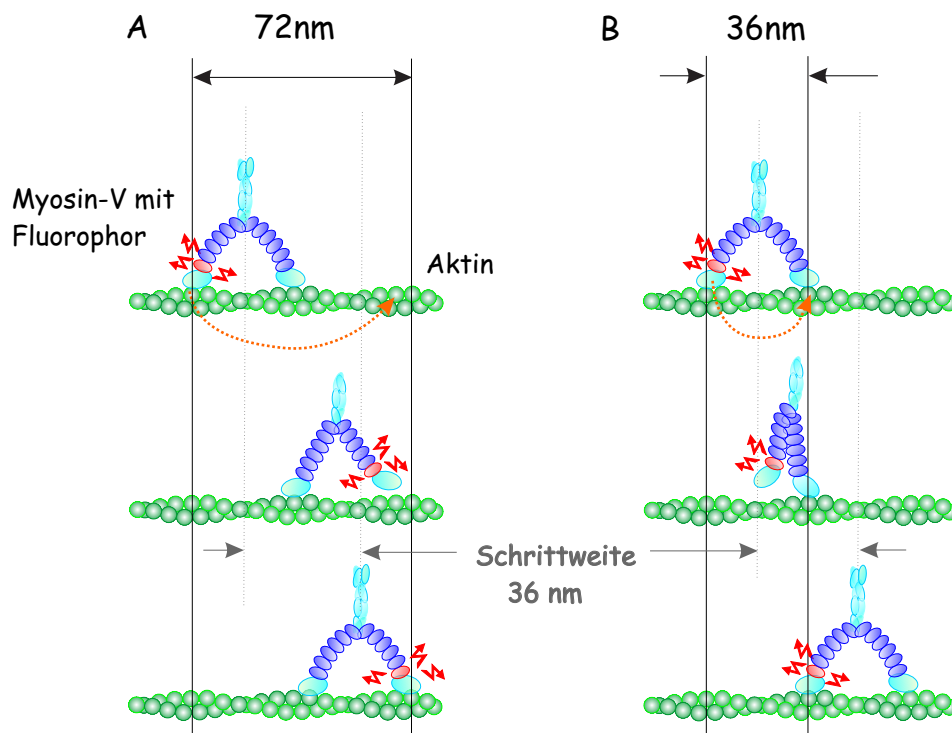 A
72nm
B
36nm
Myosin-V mit
Fluorophor
Aktin
Schrittweite
36 nm